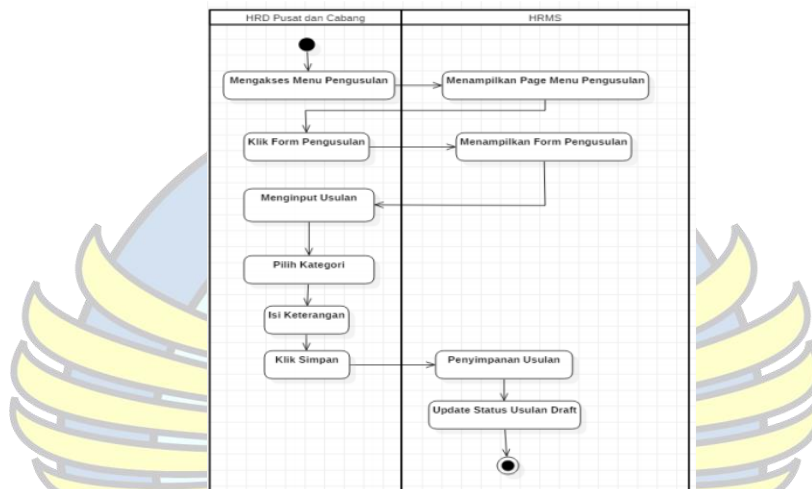 HRD Pusat dan Cabang
HRMS
Mengakses Menu Pengusulan
Menampilkan Page Menu Pengusulan
Klik Form Pengusulan
Menampilkan Form Pengusulan
Menginput Usulan
Pilih Kategori
Isi Keterangan
Klik Simpan
Penyimpanan Usulan
Update Status Usulan Draft